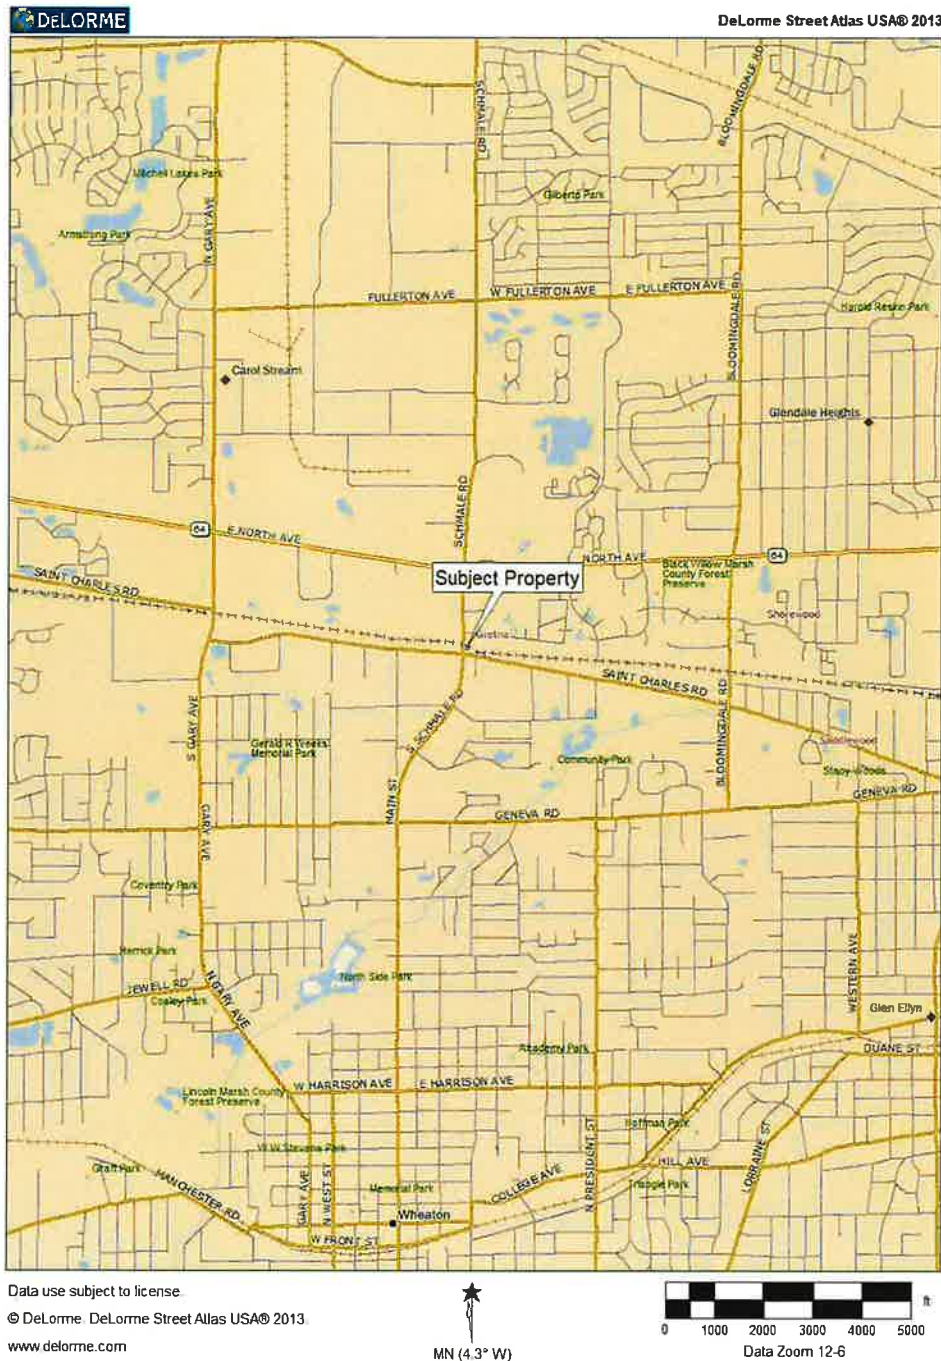 DELORME
DeLorme Street Atlas USA® 2013
SCHMALE RD
BLOOMINGDALE RD
Mitchell Lakes Park
Gilberto Park
Armstrong Park
N GARY AVE
FULLERTON AVE
W FULLERTON AVE
E FULLERTON AVE
BLOOMINGDALE RD
Harold Reskin Park
Carol Stream
Glendale Heights
SCHMALE RD
64
E NORTH AVE
NORTH AVE
64
Black Willow Marsh
County Forest
Preserve
SAINT CHARLES RD
Subject Property
Shorewood
Gretna
SAINT CHARLES RD
S GARY AVE
S SCHMALE RD
BLOOMINGDALE RD
Gerald R Weeks
Memorial Park
Community Park
Saddlewood
Stacy Woods
MAIN ST
GENEVA RD
GENEVA RD
GARY AVE
Coventry Park
Herrick Park
North Side Park
WESTERN AVE
JEWELL RD
Cosley Park
N GARY AVE
Glen Ellyn
Academy Park
DUANE ST
W HARRISON AVE
E HARRISON AVE
Lincoln Marsh County
Forest Preserve
Hoffman Park
N PRESIDENT ST
W W Stevens Park
HILL AVE
LORRAINE ST
Graff Park
MANCHESTER RD
GARY AVE
N WEST ST
Memorial Park
COLLEGE AVE
Triangle Park
Wheaton
W FRONT ST
Data use subject to license.
© DeLorme. DeLorme Street Atlas USA® 2013.
www.delorme.com
MN (4.3° W)
ft
0 1000 2000 3000 4000 5000
Data Zoom 12-6